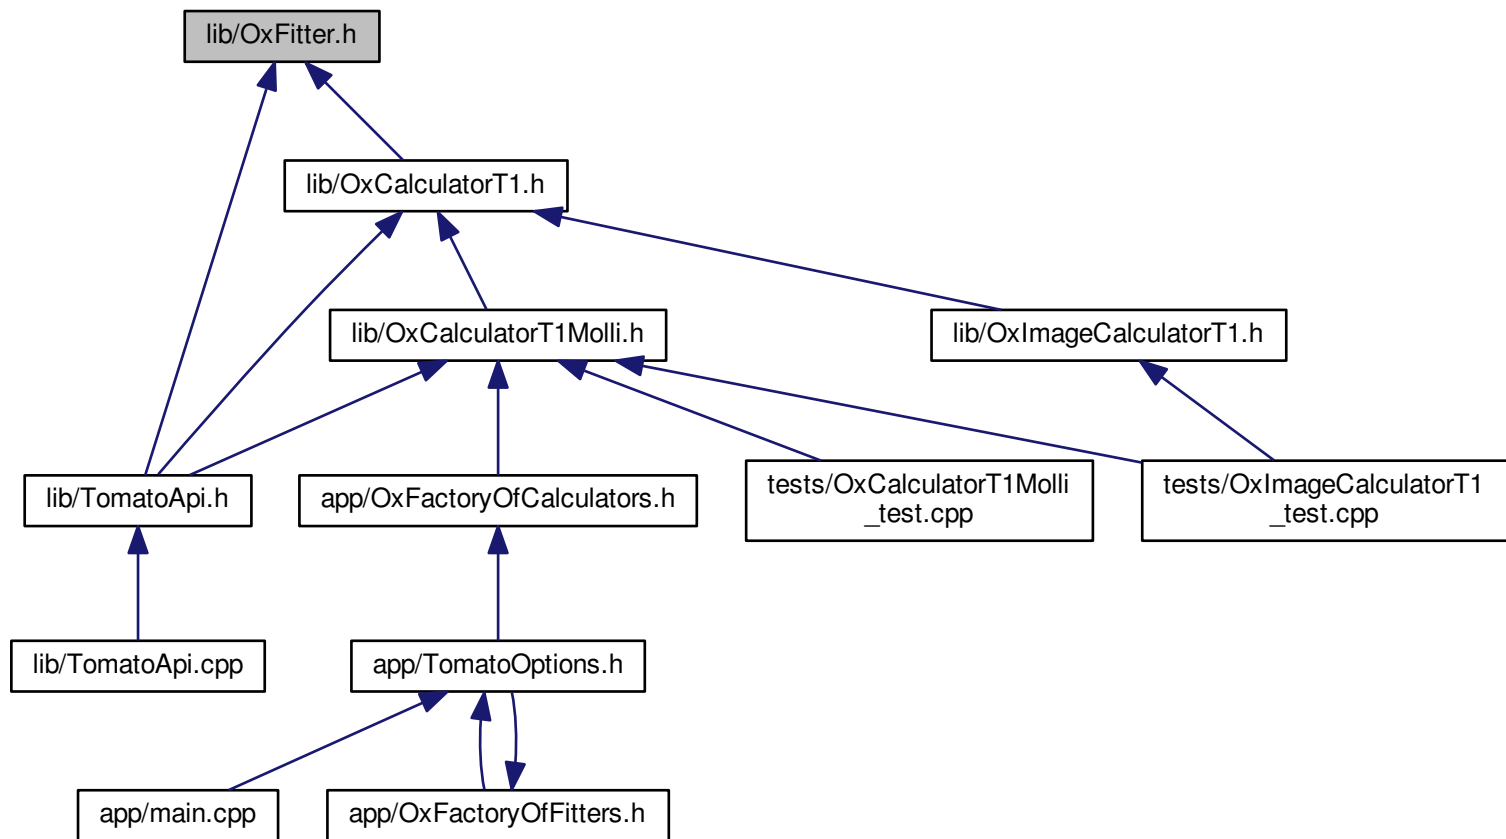 lib/OxFitter.h
lib/OxCalculatorT1.h
lib/OxCalculatorT1Molli.h
lib/OxImageCalculatorT1.h
lib/TomatoApi.h
app/OxFactoryOfCalculators.h
tests/OxCalculatorT1Molli
_test.cpp
tests/OxImageCalculatorT1
_test.cpp
lib/TomatoApi.cpp
app/TomatoOptions.h
app/main.cpp
app/OxFactoryOfFitters.h